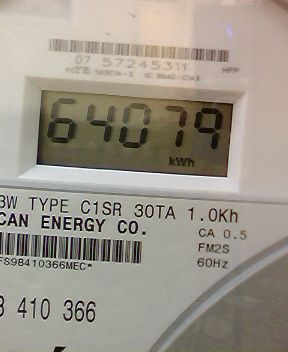 07 57245311
HPP
64079
kWh
3W TYPE C1SR 30TA 1.0Kh
CAN ENERGY CO.
CA 0.5
FM2S
60Hz
FS98410366MEC*
410 366